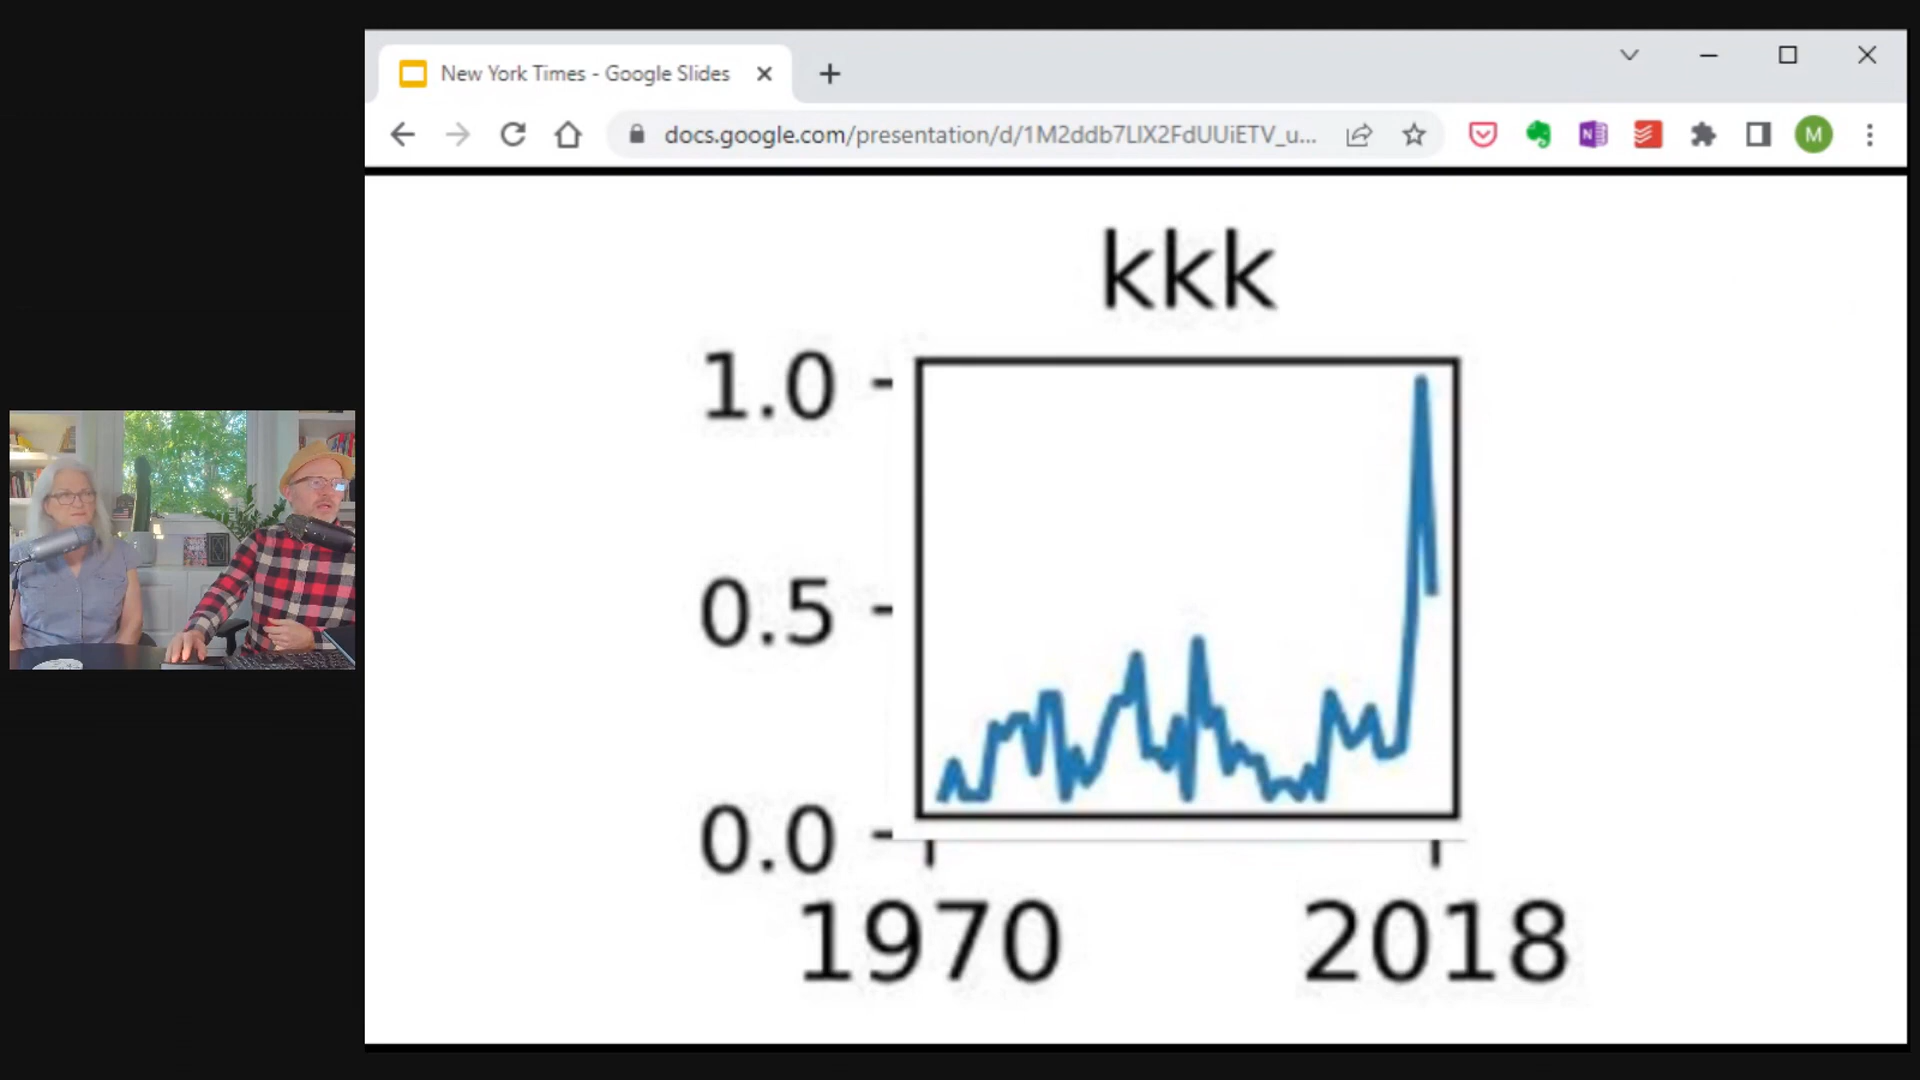 New York Times - Google Slides
docs.google.com/presentation/d/1M2ddb7LIX2FdUUiETV_u...
N
M
kkk
1.0
0.5
0.0
1970 2018